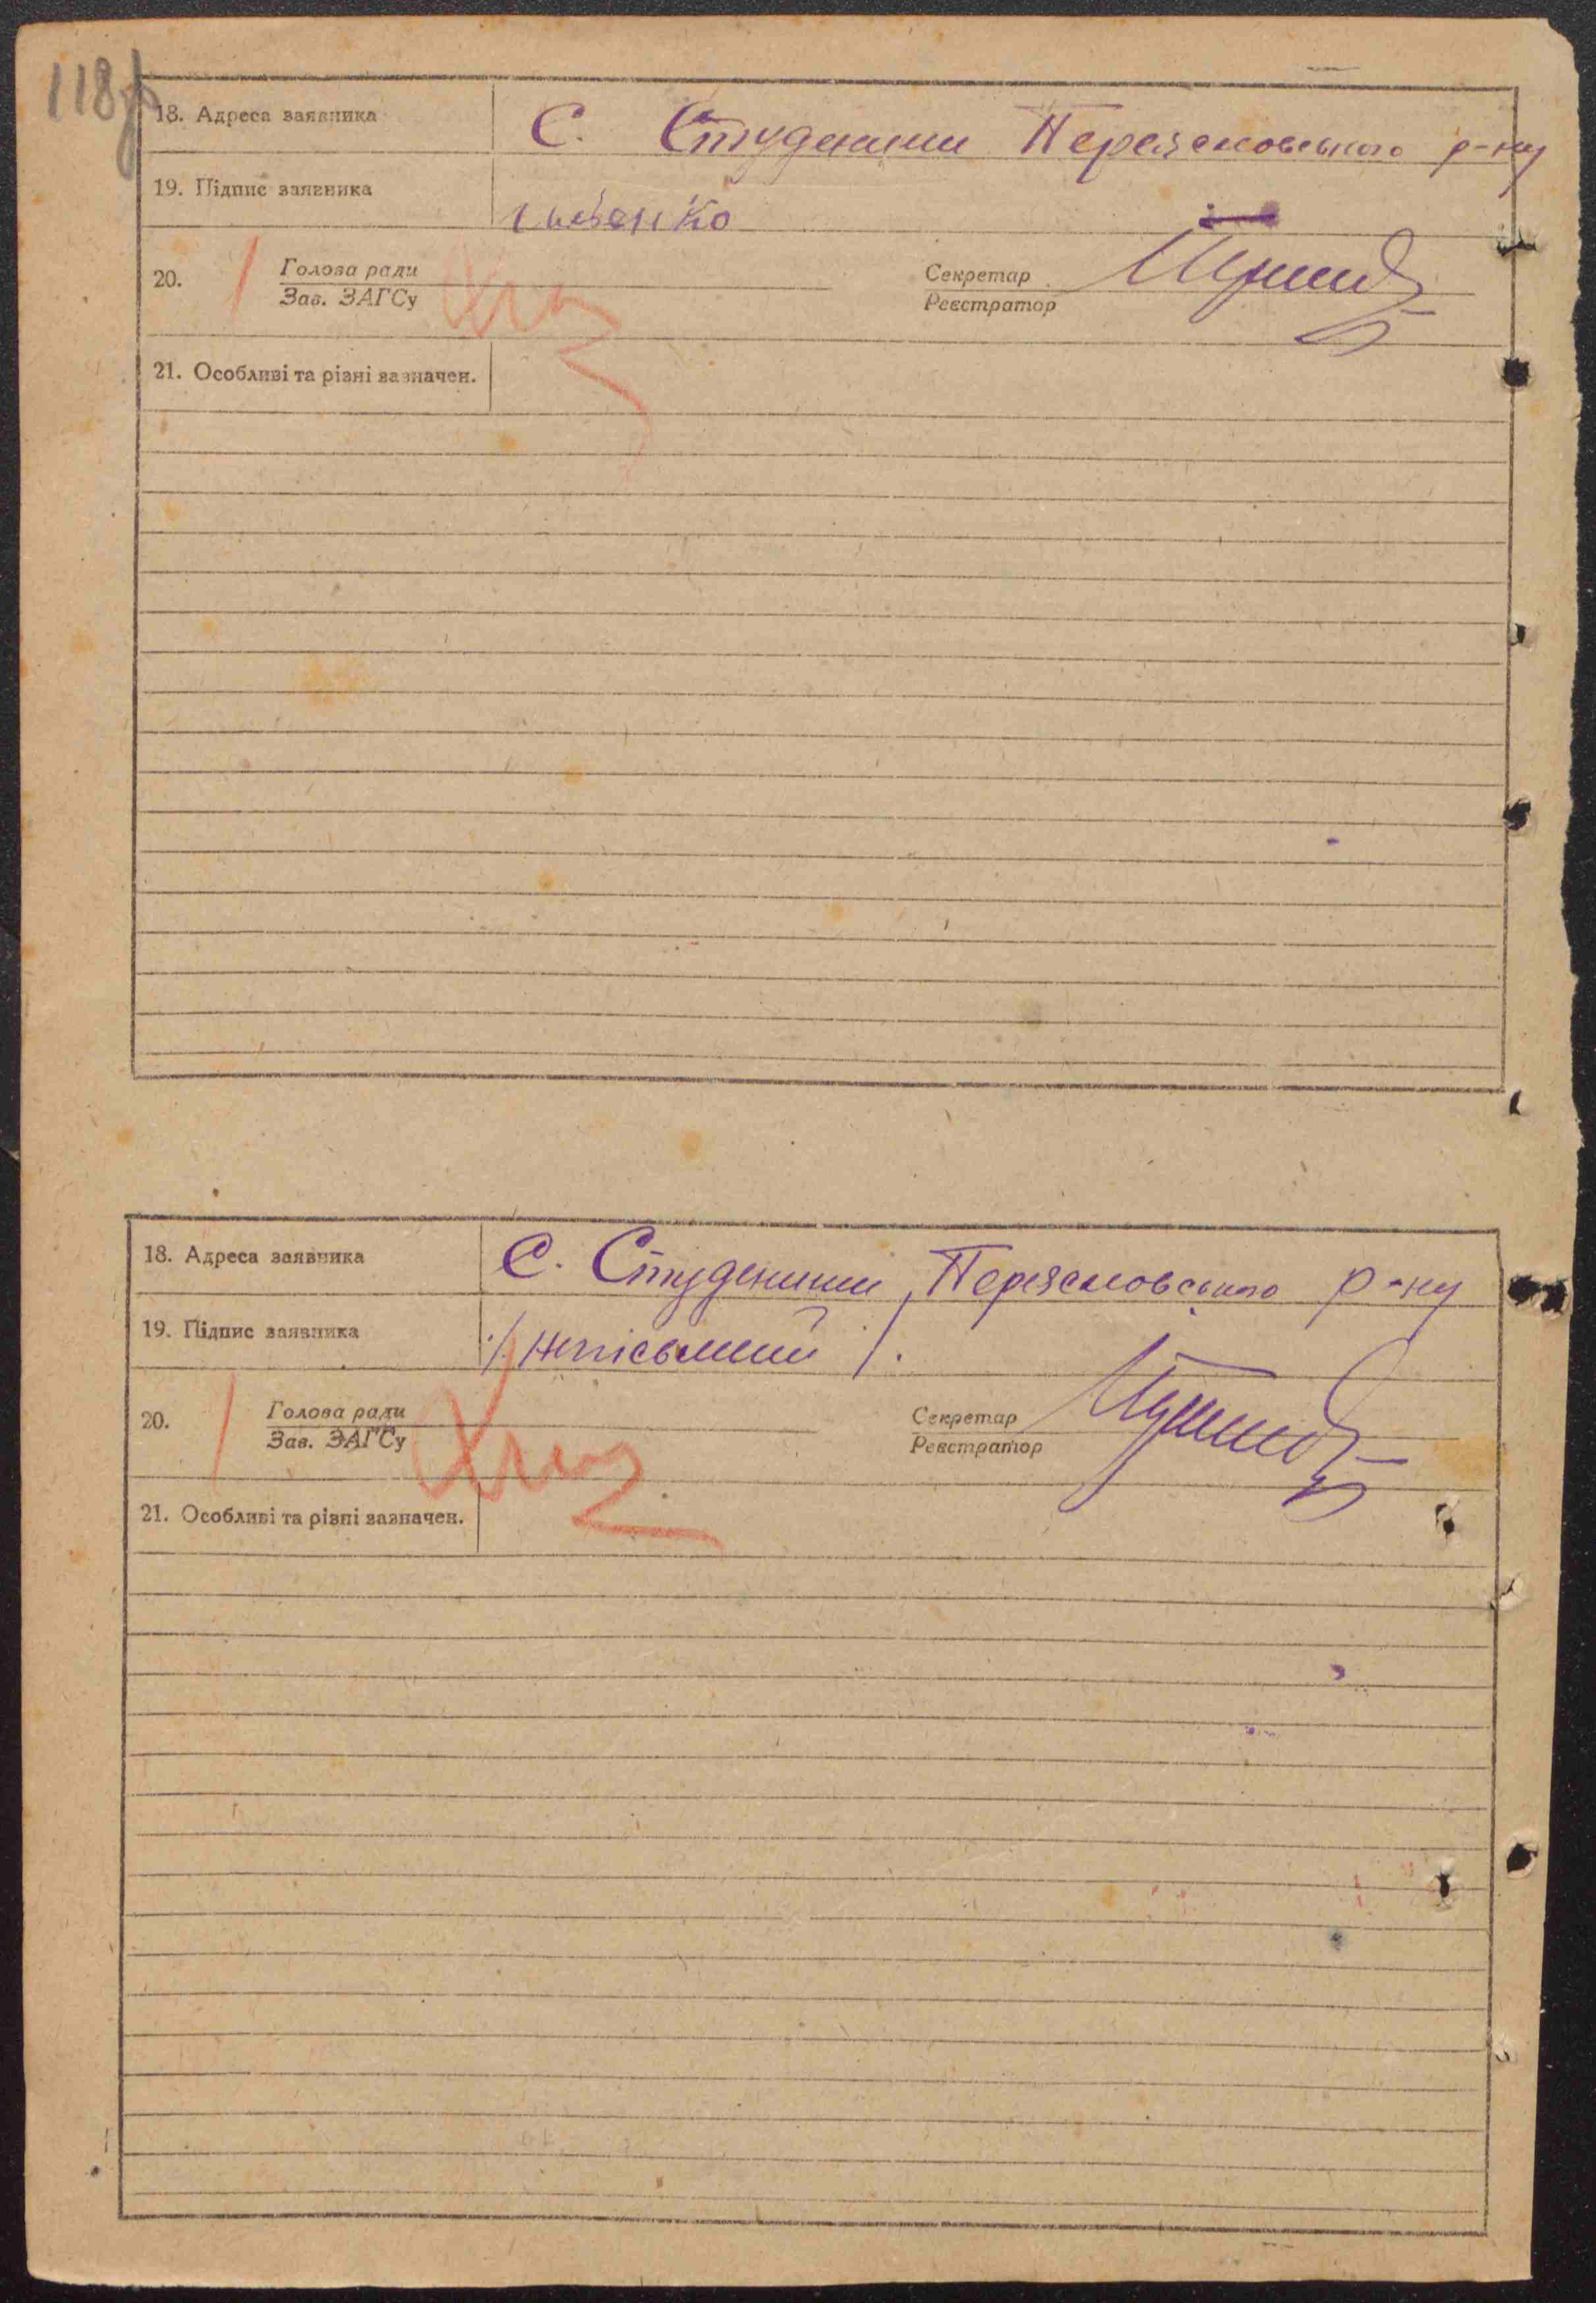 118
18. Адреса заявника С. Студеники Переяславського р-ну
19. Підпис заявника
20. Голова ради Секретар
Зав. ЗАГСу Реєстратор
21. Особливі та різні зазначен.
18. Адреса заявника С. Студеники, Переяславського р-ну
19. Підпис заявника /. неписьмений /.
20. Голова ради Секретар
Зав. ЗАГСу Реєстратор
21. Особливі та різні зазначен.